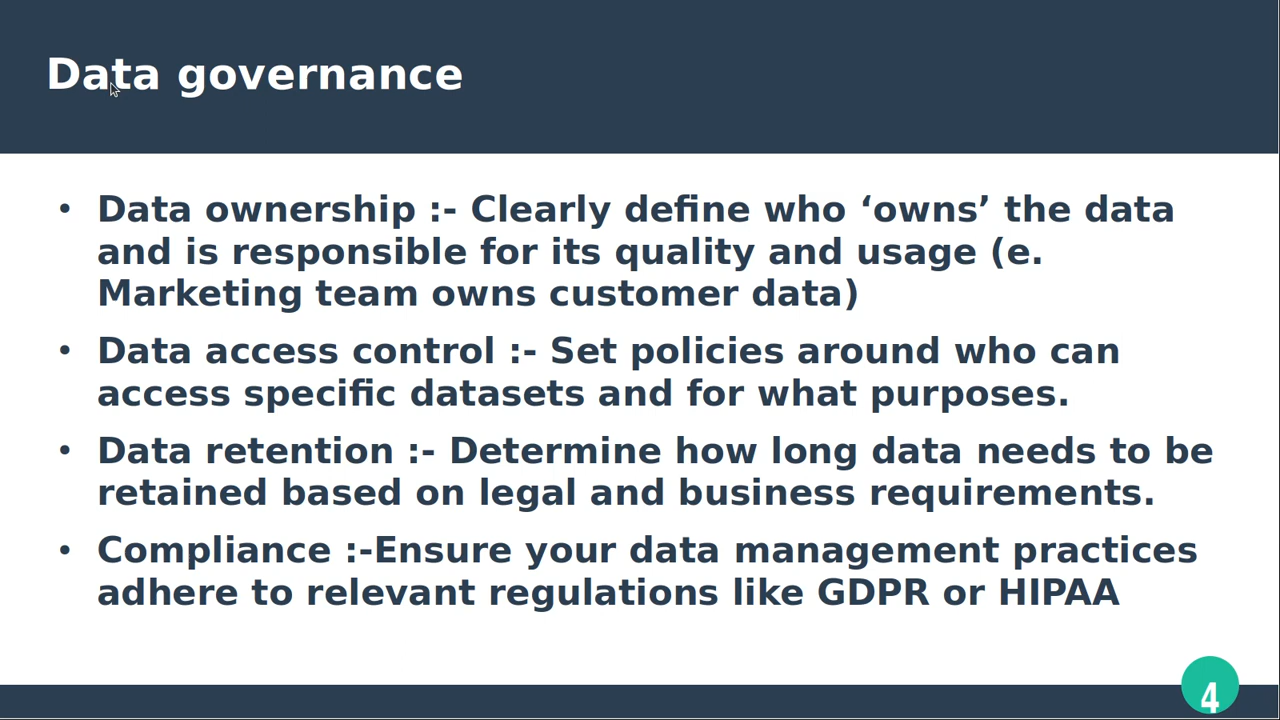 Data governance
• Data ownership :- Clearly define who ‘owns’ the data
and is responsible for its quality and usage (e.
Marketing team owns customer data)
• Data access control :- Set policies around who can
access specific datasets and for what purposes.
• Data retention :- Determine how long data needs to be
retained based on legal and business requirements.
• Compliance :-Ensure your data management practices
adhere to relevant regulations like GDPR or HIPAA
4